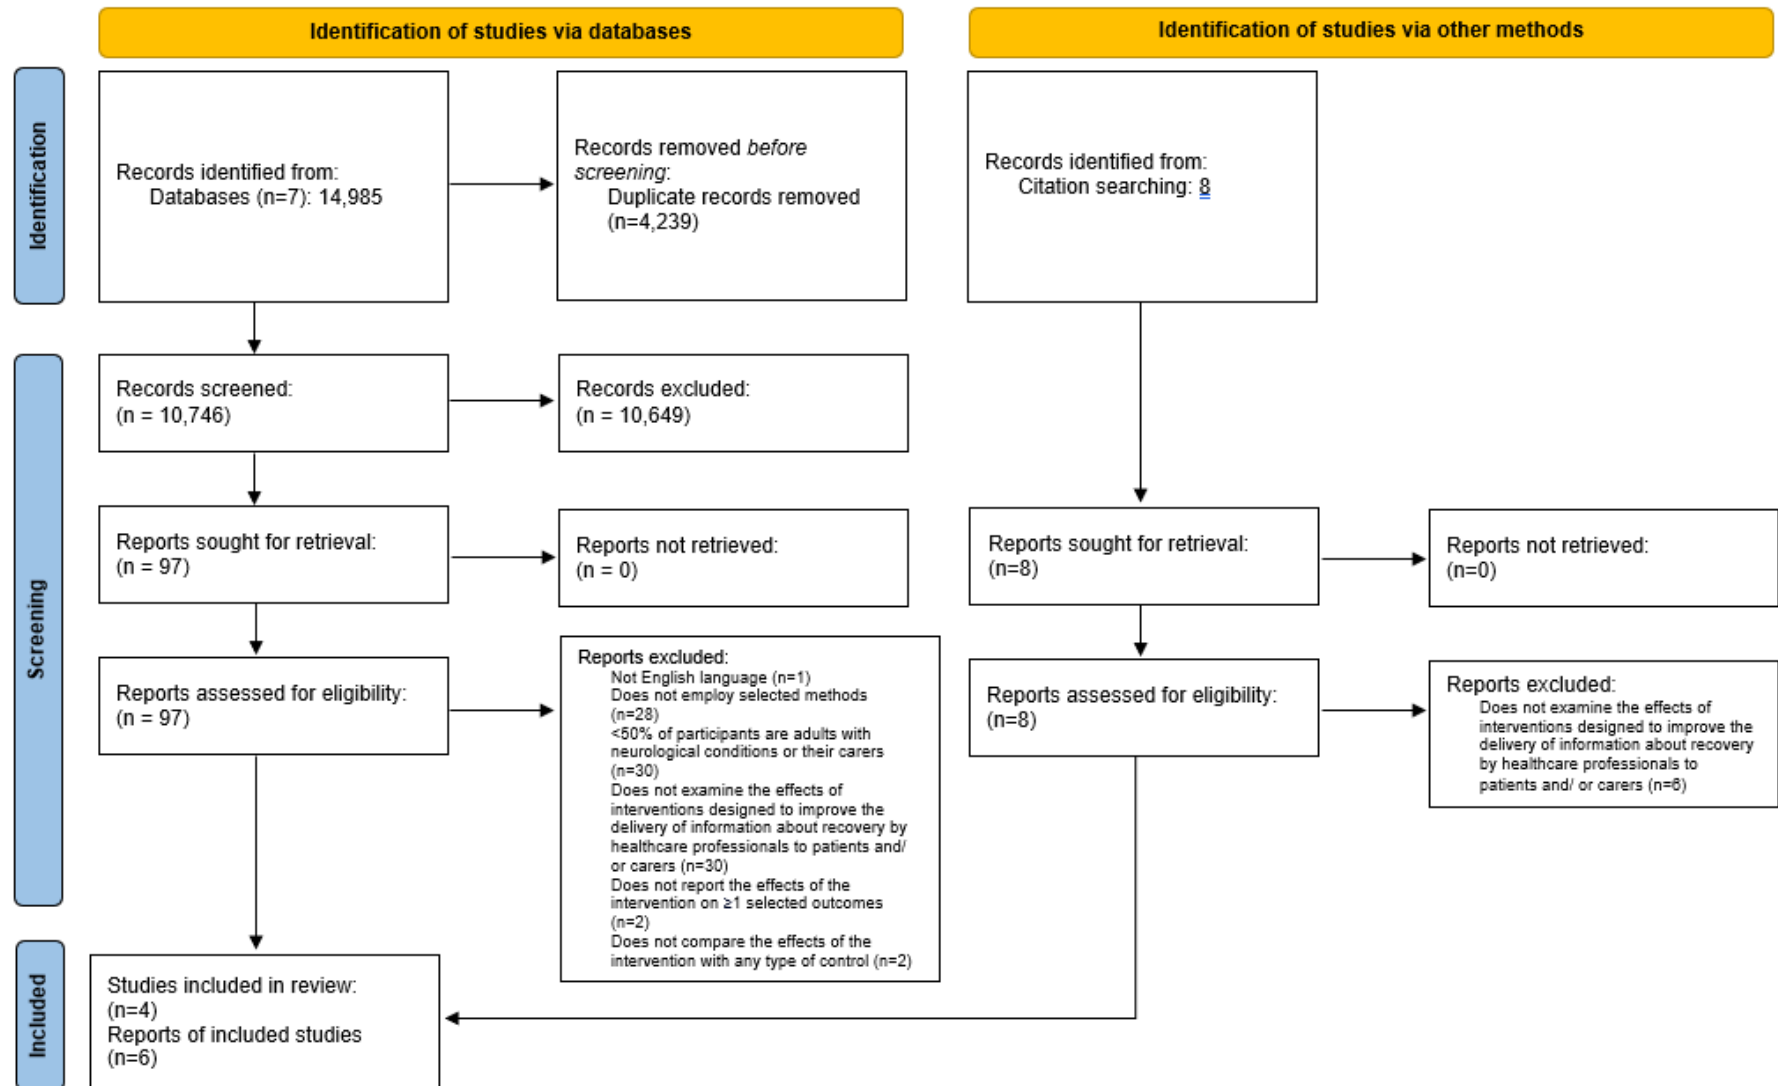 Identification of studies via databases
Identification of studies via other methods
Identification
Records identified from:
Databases (n=7): 14,985
Records removed before
screening:
Duplicate records removed
(n=4,239)
Records identified from:
Citation searching: 8
Screening
Records screened:
(n = 10,746)
Records excluded:
(n = 10,649)
Reports sought for retrieval:
(n = 97)
Reports not retrieved:
(n = 0)
Reports sought for retrieval:
(n=8)
Reports not retrieved:
(n=0)
Reports assessed for eligibility:
(n = 97)
Reports excluded:
Not English language (n=1)
Does not employ selected methods
(n=28)
<50% of participants are adults with
neurological conditions or their carers
(n=30)
Does not examine the effects of
interventions designed to improve the
delivery of information about recovery by
healthcare professionals to patients and/
or carers (n=30)
Does not report the effects of the
intervention on ≥1 selected outcomes
(n=2)
Does not compare the effects of the
intervention with any type of control (n=2)
Reports assessed for eligibility:
(n=8)
Reports excluded:
Does not examine the effects of
interventions designed to improve the
delivery of information about recovery
by healthcare professionals to
patients and/ or carers (n=6)
Included
Studies included in review:
(n=4)
Reports of included studies
(n=6)